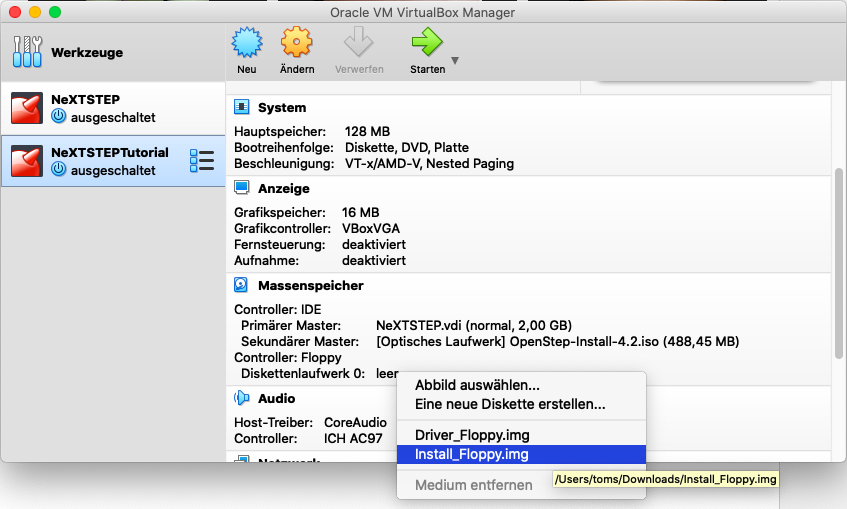 Oracle VM VirtualBox Manager
Werkzeuge
Neu
Ändern
Verwerfen
Starten
NeXTSTEP
ausgeschaltet
NeXTSTEPTutorial
ausgeschaltet
System
Hauptspeicher: 128 MB
Bootreihenfolge: Diskette, DVD, Platte
Beschleunigung: VT-x/AMD-V, Nested Paging
Anzeige
Grafikspeicher: 16 MB
Grafikcontroller: VBoxVGA
Fernsteuerung: deaktiviert
Aufnahme: deaktiviert
Massenspeicher
Controller: IDE
Primärer Master: NeXTSTEP.vdi (normal, 2,00 GB)
Sekundärer Master: [Optisches Laufwerk] OpenStep-Install-4.2.iso (488,45 MB)
Controller: Floppy
Diskettenlaufwerk 0: leer
Audio
Host-Treiber: CoreAudio
Controller: ICH AC97
Netzwerk
Abbild auswählen...
Eine neue Diskette erstellen...
Driver_Floppy.img
Install_Floppy.img
/Users/toms/Downloads/Install_Floppy.img
Medium entfernen